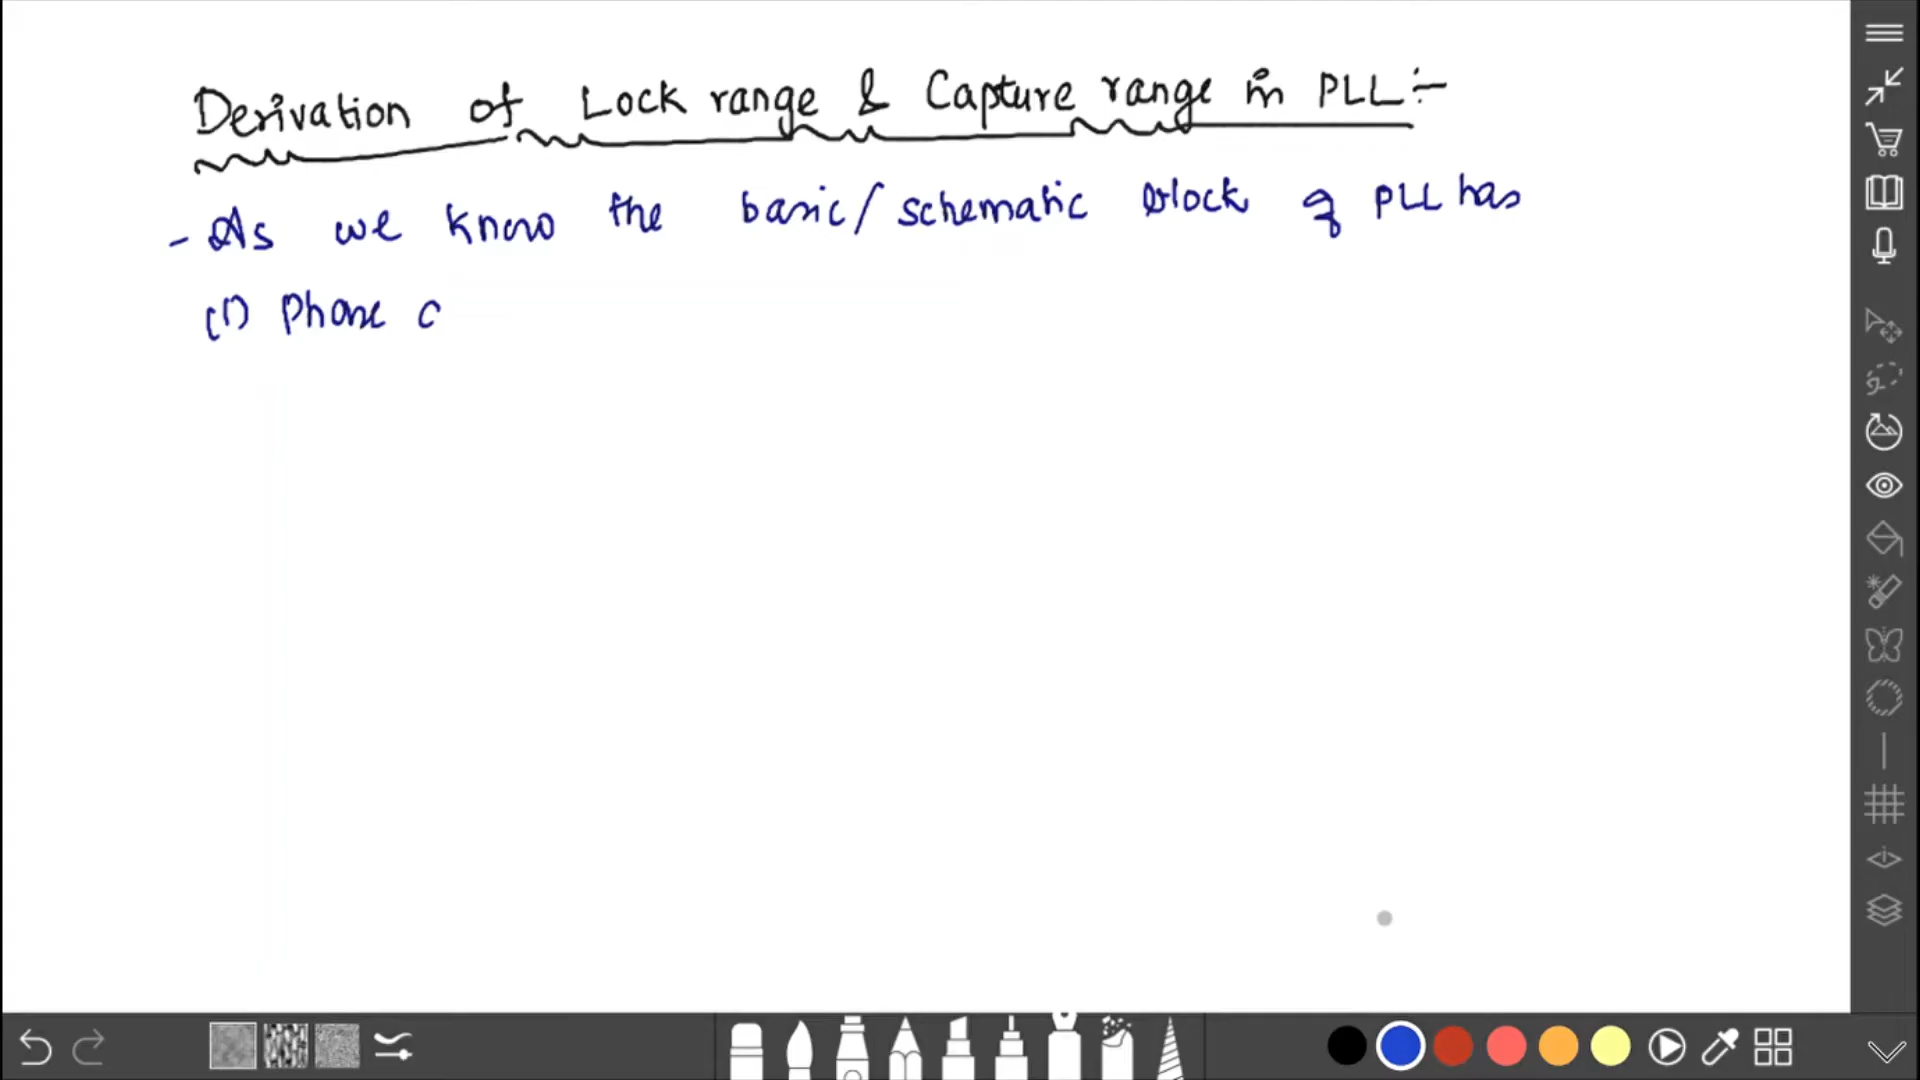 Derivation of Lock range & Capture range in PLL :-
- As we know the basic/schematic block of PLL has
(1) Phase c